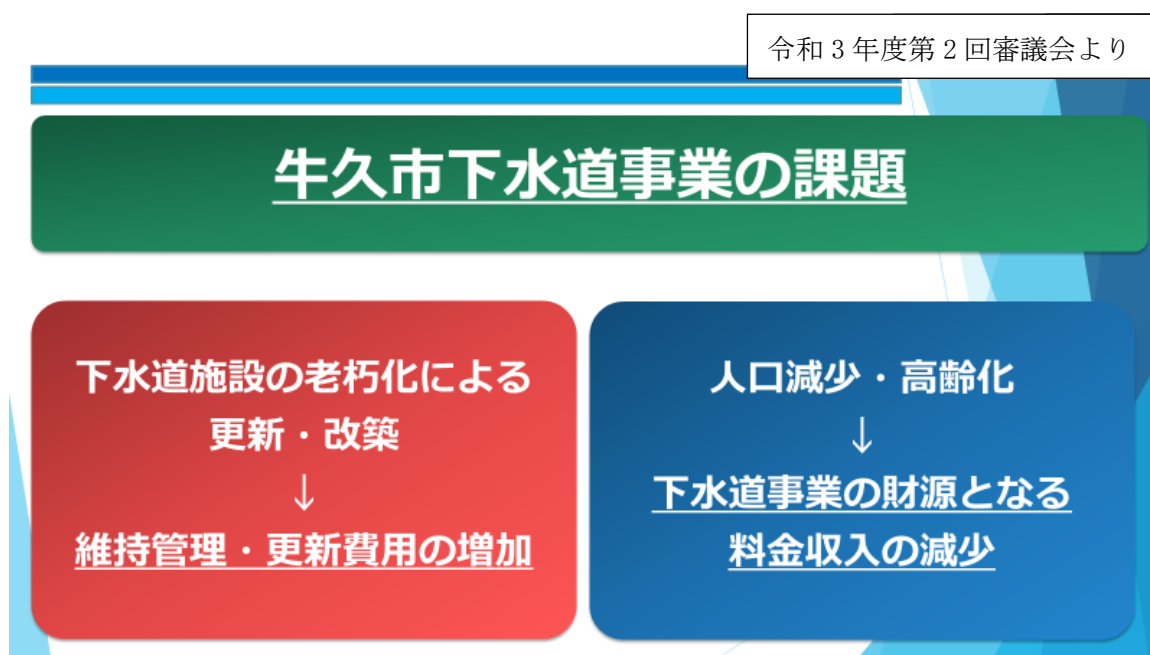 令和３年度第２回審議会より
牛久市下水道事業の課題
下水道施設の老朽化による
更新・改築
↓
維持管理・更新費用の増加
人口減少・高齢化
↓
下水道事業の財源となる
料金収入の減少